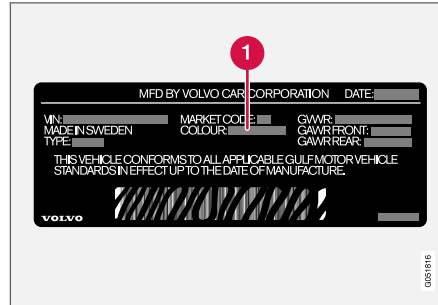 1
MFD BY VOLVO CAR CORPORATION DATE:
VIN: MARKET CODE: GVWR:
MADE IN SWEDEN COLOUR: GAWR FRONT:
TYPE: GAWR REAR:
THIS VEHICLE CONFORMS TO ALL APPLICABLE GULF MOTOR VEHICLE
STANDARDS IN EFFECT UP TO THE DATE OF MANUFACTURE.
VOLVO
G051816